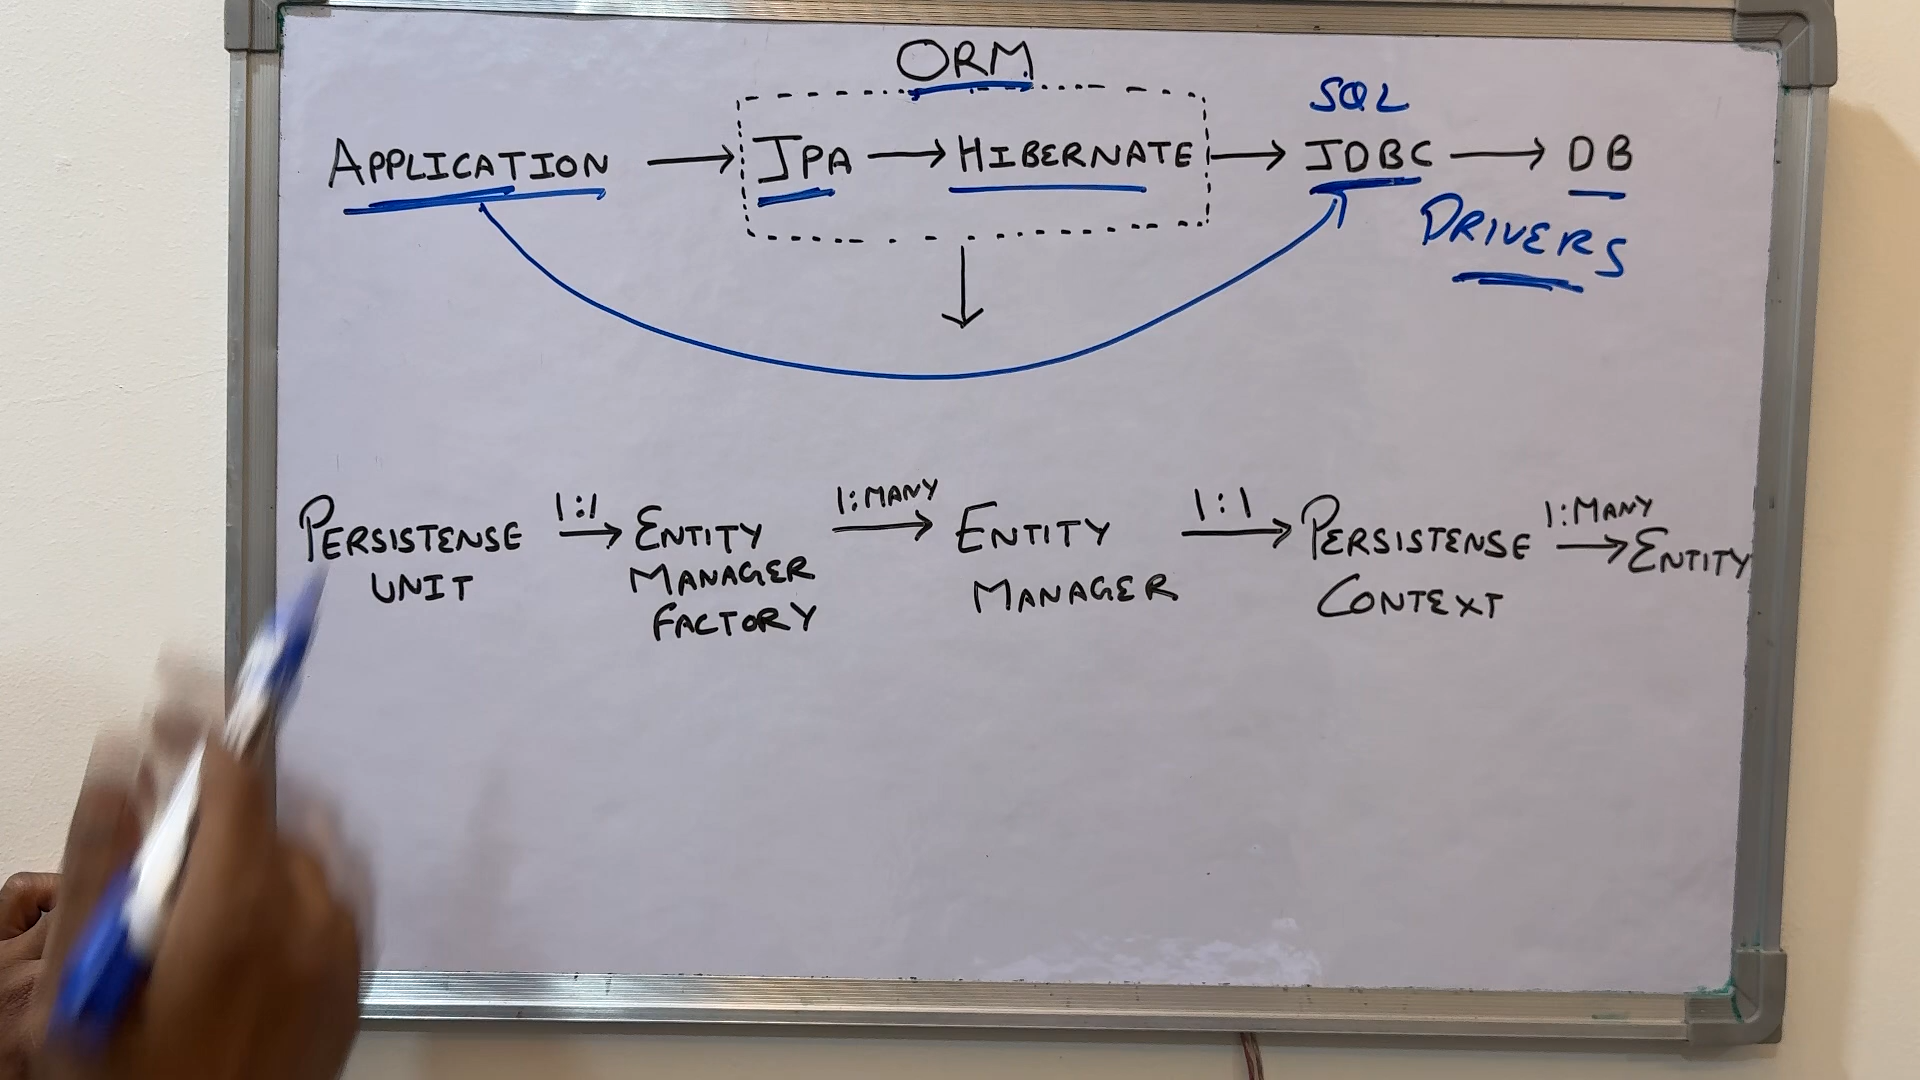 ORM
SQL
APPLICATION → JPA → HIBERNATE → JDBC → DB
DRIVERS
PERSISTENSE UNIT
1:1
ENTITY MANAGER FACTORY
1:MANY
ENTITY MANAGER
1:1
PERSISTENSE CONTEXT
1:MANY
ENTITY